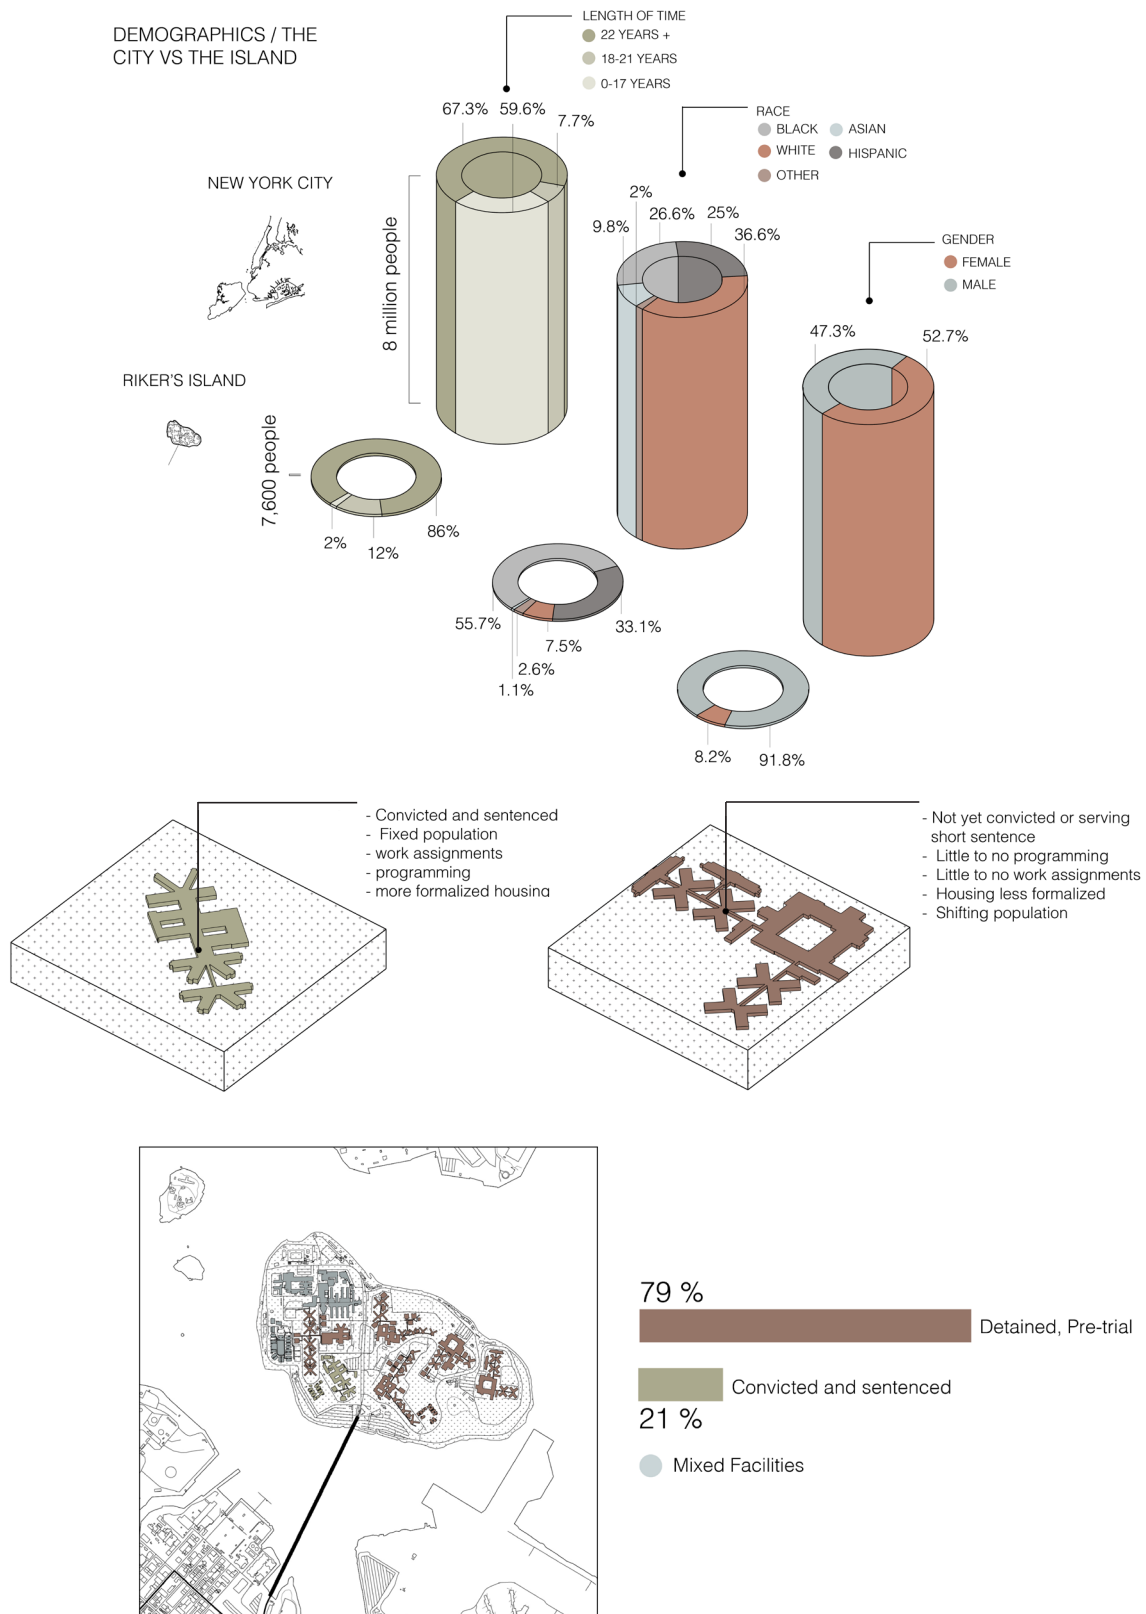 DEMOGRAPHICS / THE
CITY VS THE ISLAND
LENGTH OF TIME
22 YEARS +
18-21 YEARS
0-17 YEARS
67.3%
59.6%
7.7%
RACE
BLACK
ASIAN
WHITE
HISPANIC
OTHER
NEW YORK CITY
8 million people
9.8%
2%
26.6%
25%
36.6%
GENDER
FEMALE
MALE
47.3%
52.7%
RIKER'S ISLAND
7,600 people
2%
12%
86%
55.7%
1.1%
2.6%
7.5%
33.1%
8.2%
91.8%
- Convicted and sentenced
- Fixed population
- work assignments
- programming
- more formalized housing
- Not yet convicted or serving
short sentence
- Little to no programming
- Little to no work assignments
- Housing less formalized
- Shifting population
79 %
Detained, Pre-trial
Convicted and sentenced
21 %
Mixed Facilities